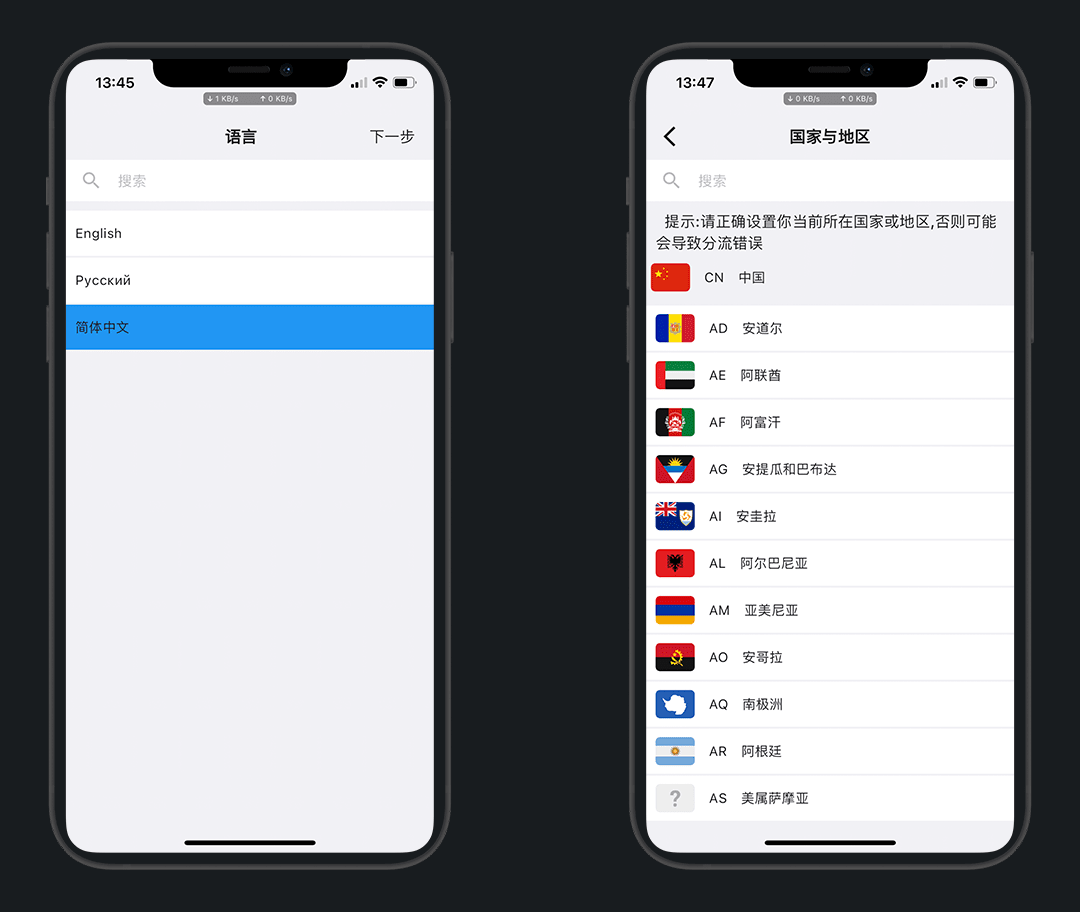 13:45
↓ 1 KB/s ↑ 0 KB/s
语言 下一步
搜索
English
Русский
简体中文
13:47
↓ 0 KB/s ↑ 0 KB/s
国家与地区
搜索
提示:请正确设置你当前所在国家或地区,否则可能
会导致分流错误
CN 中国
AD 安道尔
AE 阿联酋
AF 阿富汗
AG 安提瓜和巴布达
AI 安圭拉
AL 阿尔巴尼亚
AM 亚美尼亚
AO 安哥拉
AQ 南极洲
AR 阿根廷
? AS 美属萨摩亚